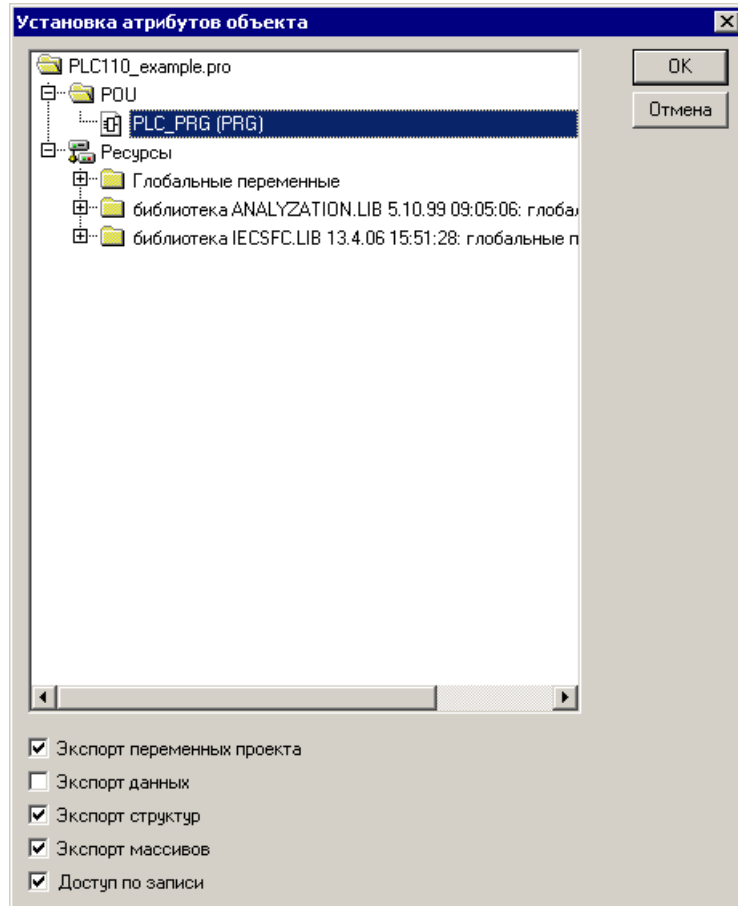 Установка атрибутов объекта
PLC110_example.pro
OK
POU
Отмена
PLC_PRG (PRG)
Ресурсы
Глобальные переменные
библиотека ANALYZATION.LIB 5.10.99 09:05:06: глоба
библиотека IECSFC.LIB 13.4.06 15:51:28: глобальные п
Экспорт переменных проекта
Экспорт данных
Экспорт структур
Экспорт массивов
Доступ по записи